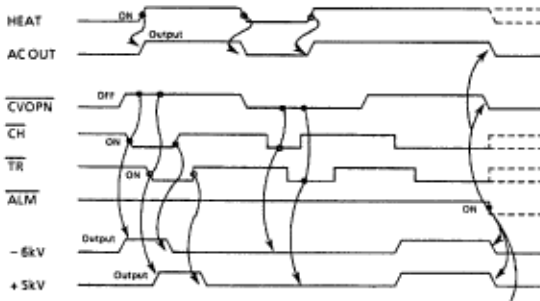 HEAT
ON
Output
AC OUT
CVOPN
OFF
CH
ON
TR
ON
ALM
ON
Output
– 6kV
Output
+ 5kV